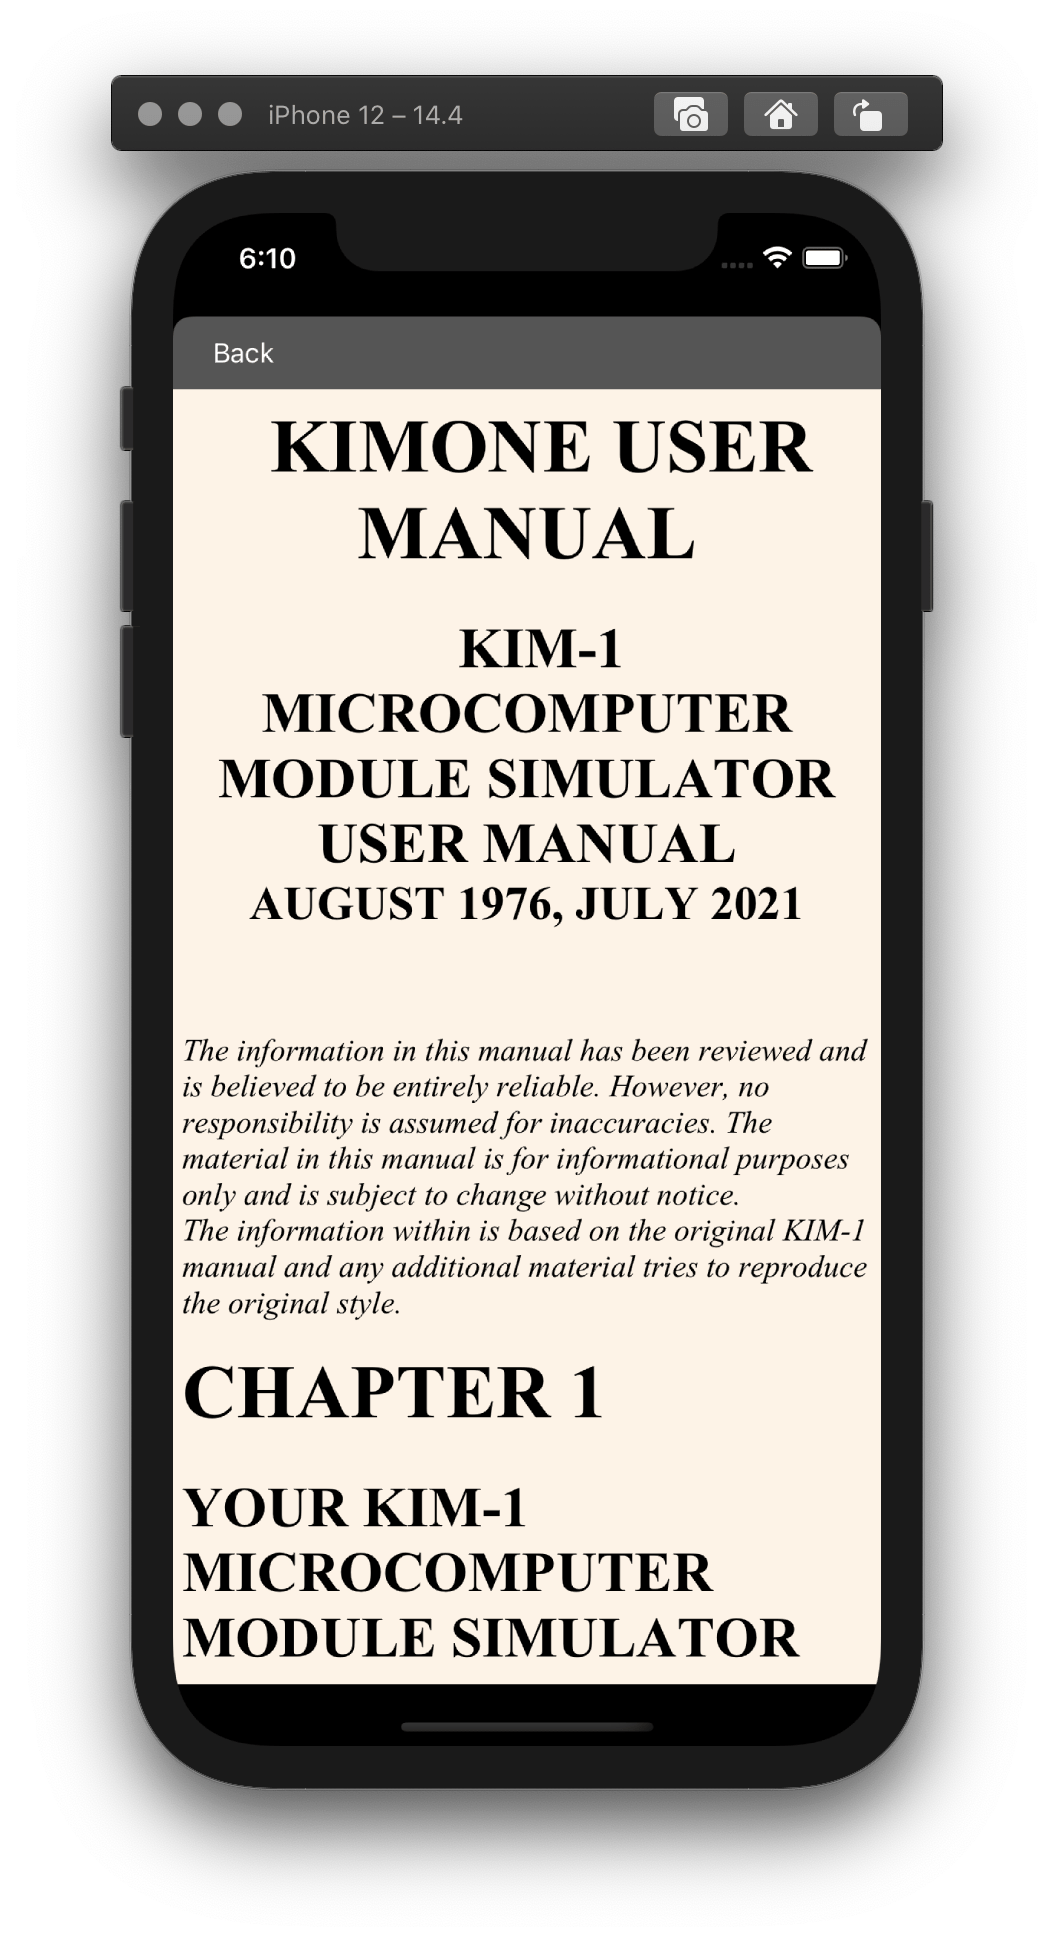 iPhone 12 – 14.4
6:10
Back
KIMONE USER
MANUAL
KIM-1
MICROCOMPUTER
MODULE SIMULATOR
USER MANUAL
AUGUST 1976, JULY 2021
The information in this manual has been reviewed and
is believed to be entirely reliable. However, no
responsibility is assumed for inaccuracies. The
material in this manual is for informational purposes
only and is subject to change without notice.
The information within is based on the original KIM-1
manual and any additional material tries to reproduce
the original style.
CHAPTER 1
YOUR KIM-1
MICROCOMPUTER
MODULE SIMULATOR